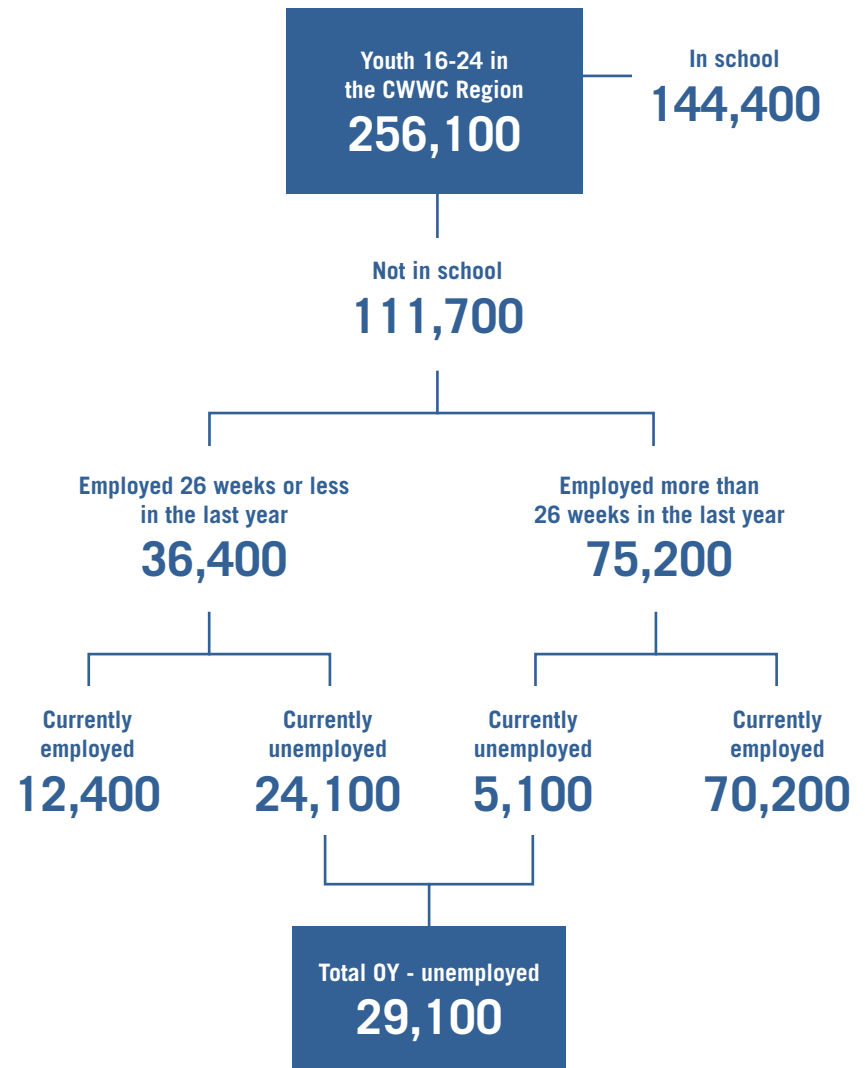 Youth 16-24 in
the CWWC Region
256,100
In school
144,400
Not in school
111,700
Employed 26 weeks or less
in the last year
36,400
Employed more than
26 weeks in the last year
75,200
Currently
employed
12,400
Currently
unemployed
24,100
Currently
unemployed
5,100
Currently
employed
70,200
Total OY - unemployed
29,100